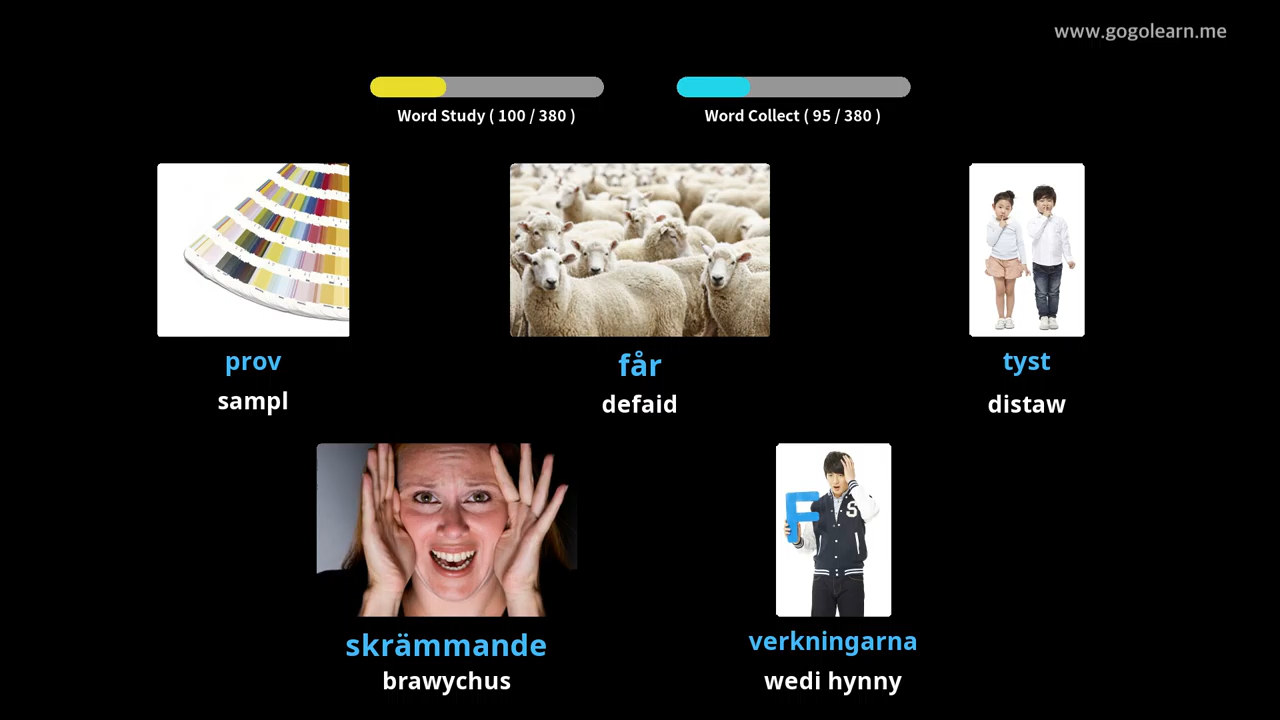 www.gogolearn.me
Word Study ( 100 / 380 )
Word Collect ( 95 / 380 )
prov
sampl
får
defaid
tyst
distaw
F
S
skrämmande
brawychus
verkningarna
wedi hynny